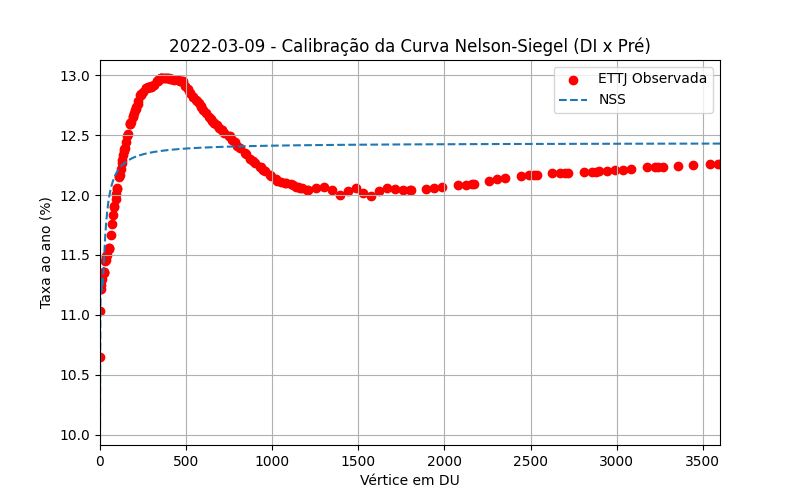 2022-03-09 - Calibração da Curva Nelson-Siegel (DI x Pré)
ETTJ Observada
NSS
Taxa ao ano (%)
13.0
12.5
12.0
11.5
11.0
10.5
10.0
0 500 1000 1500 2000 2500 3000 3500
Vértice em DU